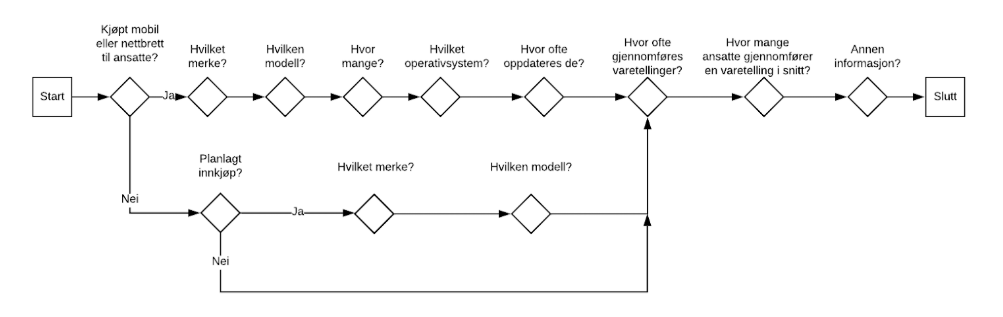 Kjøpt mobil
eller nettbrett
til ansatte?
Hvilket
merke?
Hvilken
modell?
Hvor
mange?
Hvilket
operativsystem?
Hvor ofte
oppdateres de?
Hvor ofte
gjennomføres
varetellinger?
Hvor mange
ansatte gjennomfører
en varetelling i snitt?
Annen
informasjon?
Start
Ja
Slutt
Planlagt
innkjøp?
Hvilket merke?
Hvilken modell?
Nei
Ja
Nei